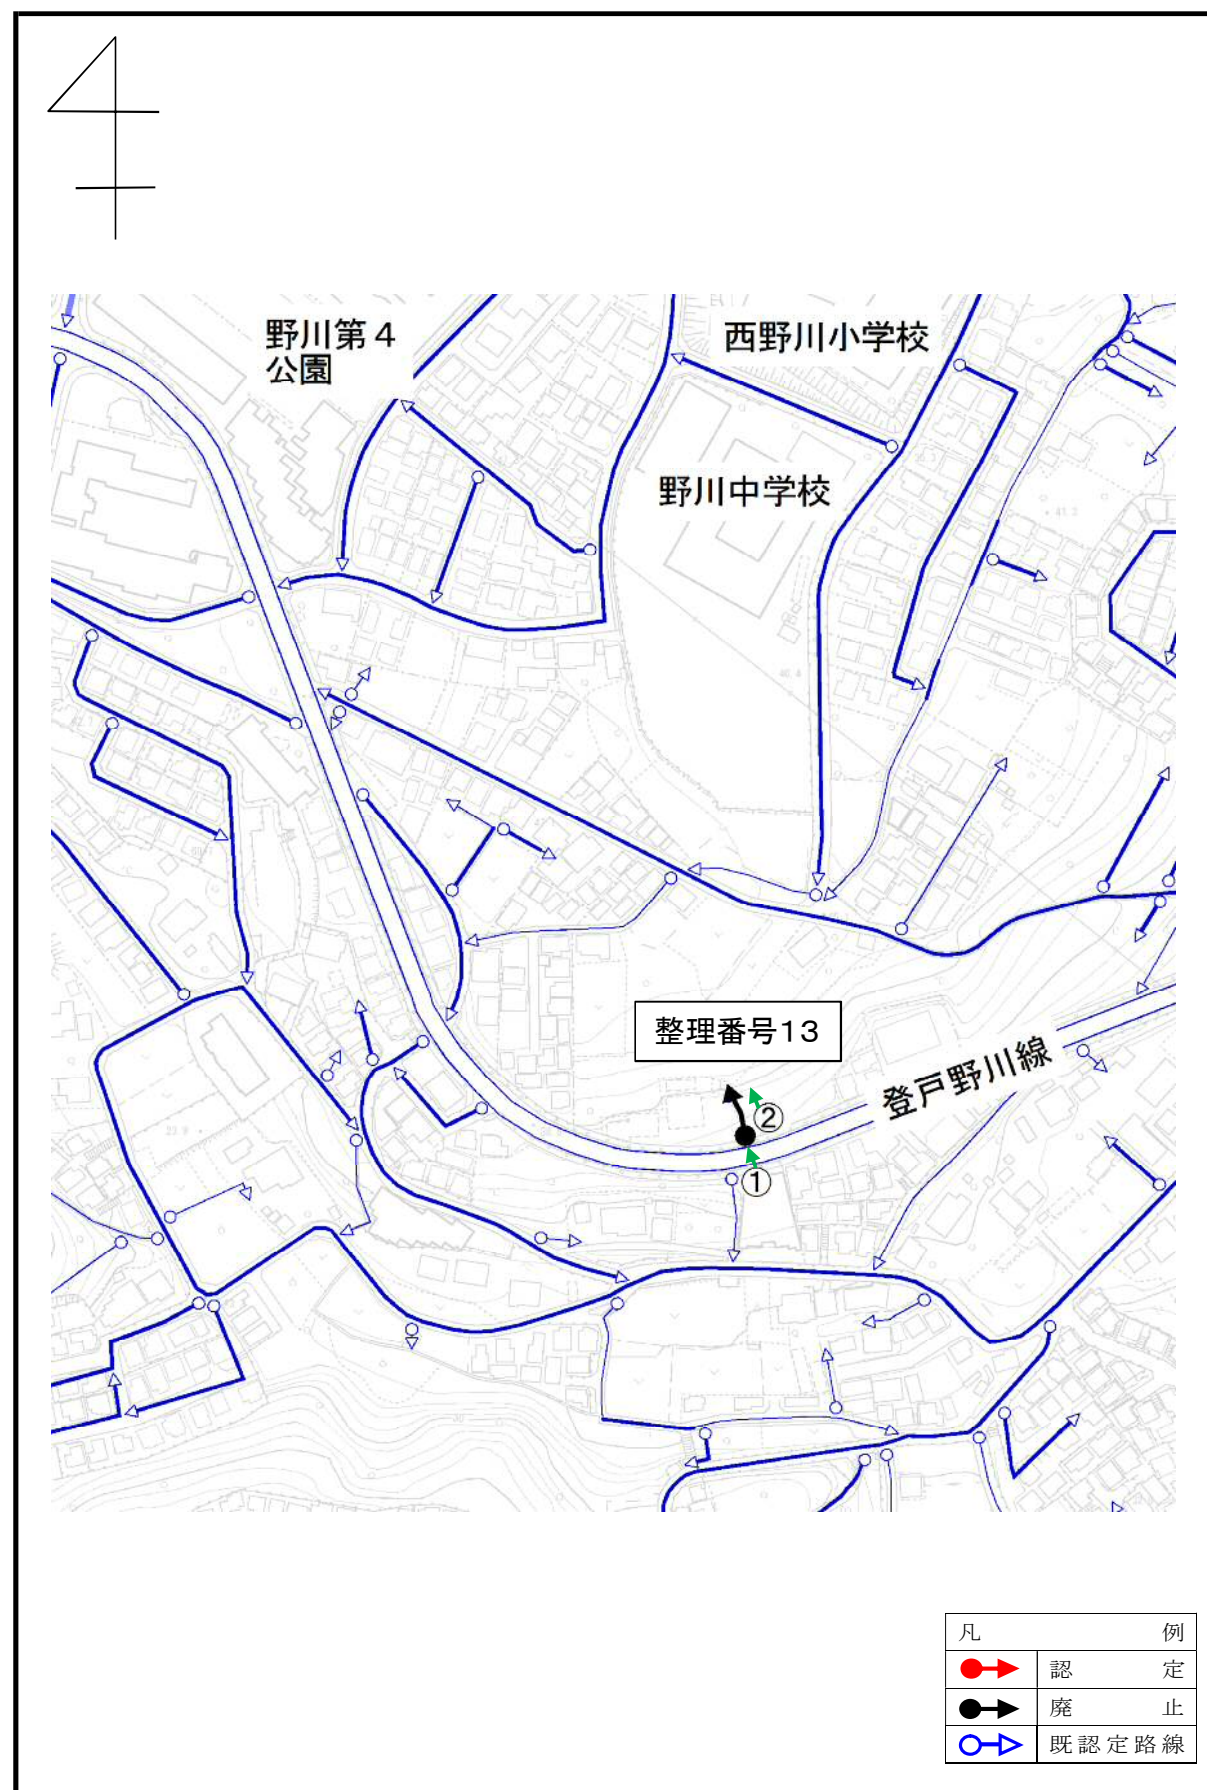 野川第4
公園
西野川小学校
野川中学校
整理番号13
登戸野川線
②
①
凡例
認定
廃止
既認定路線